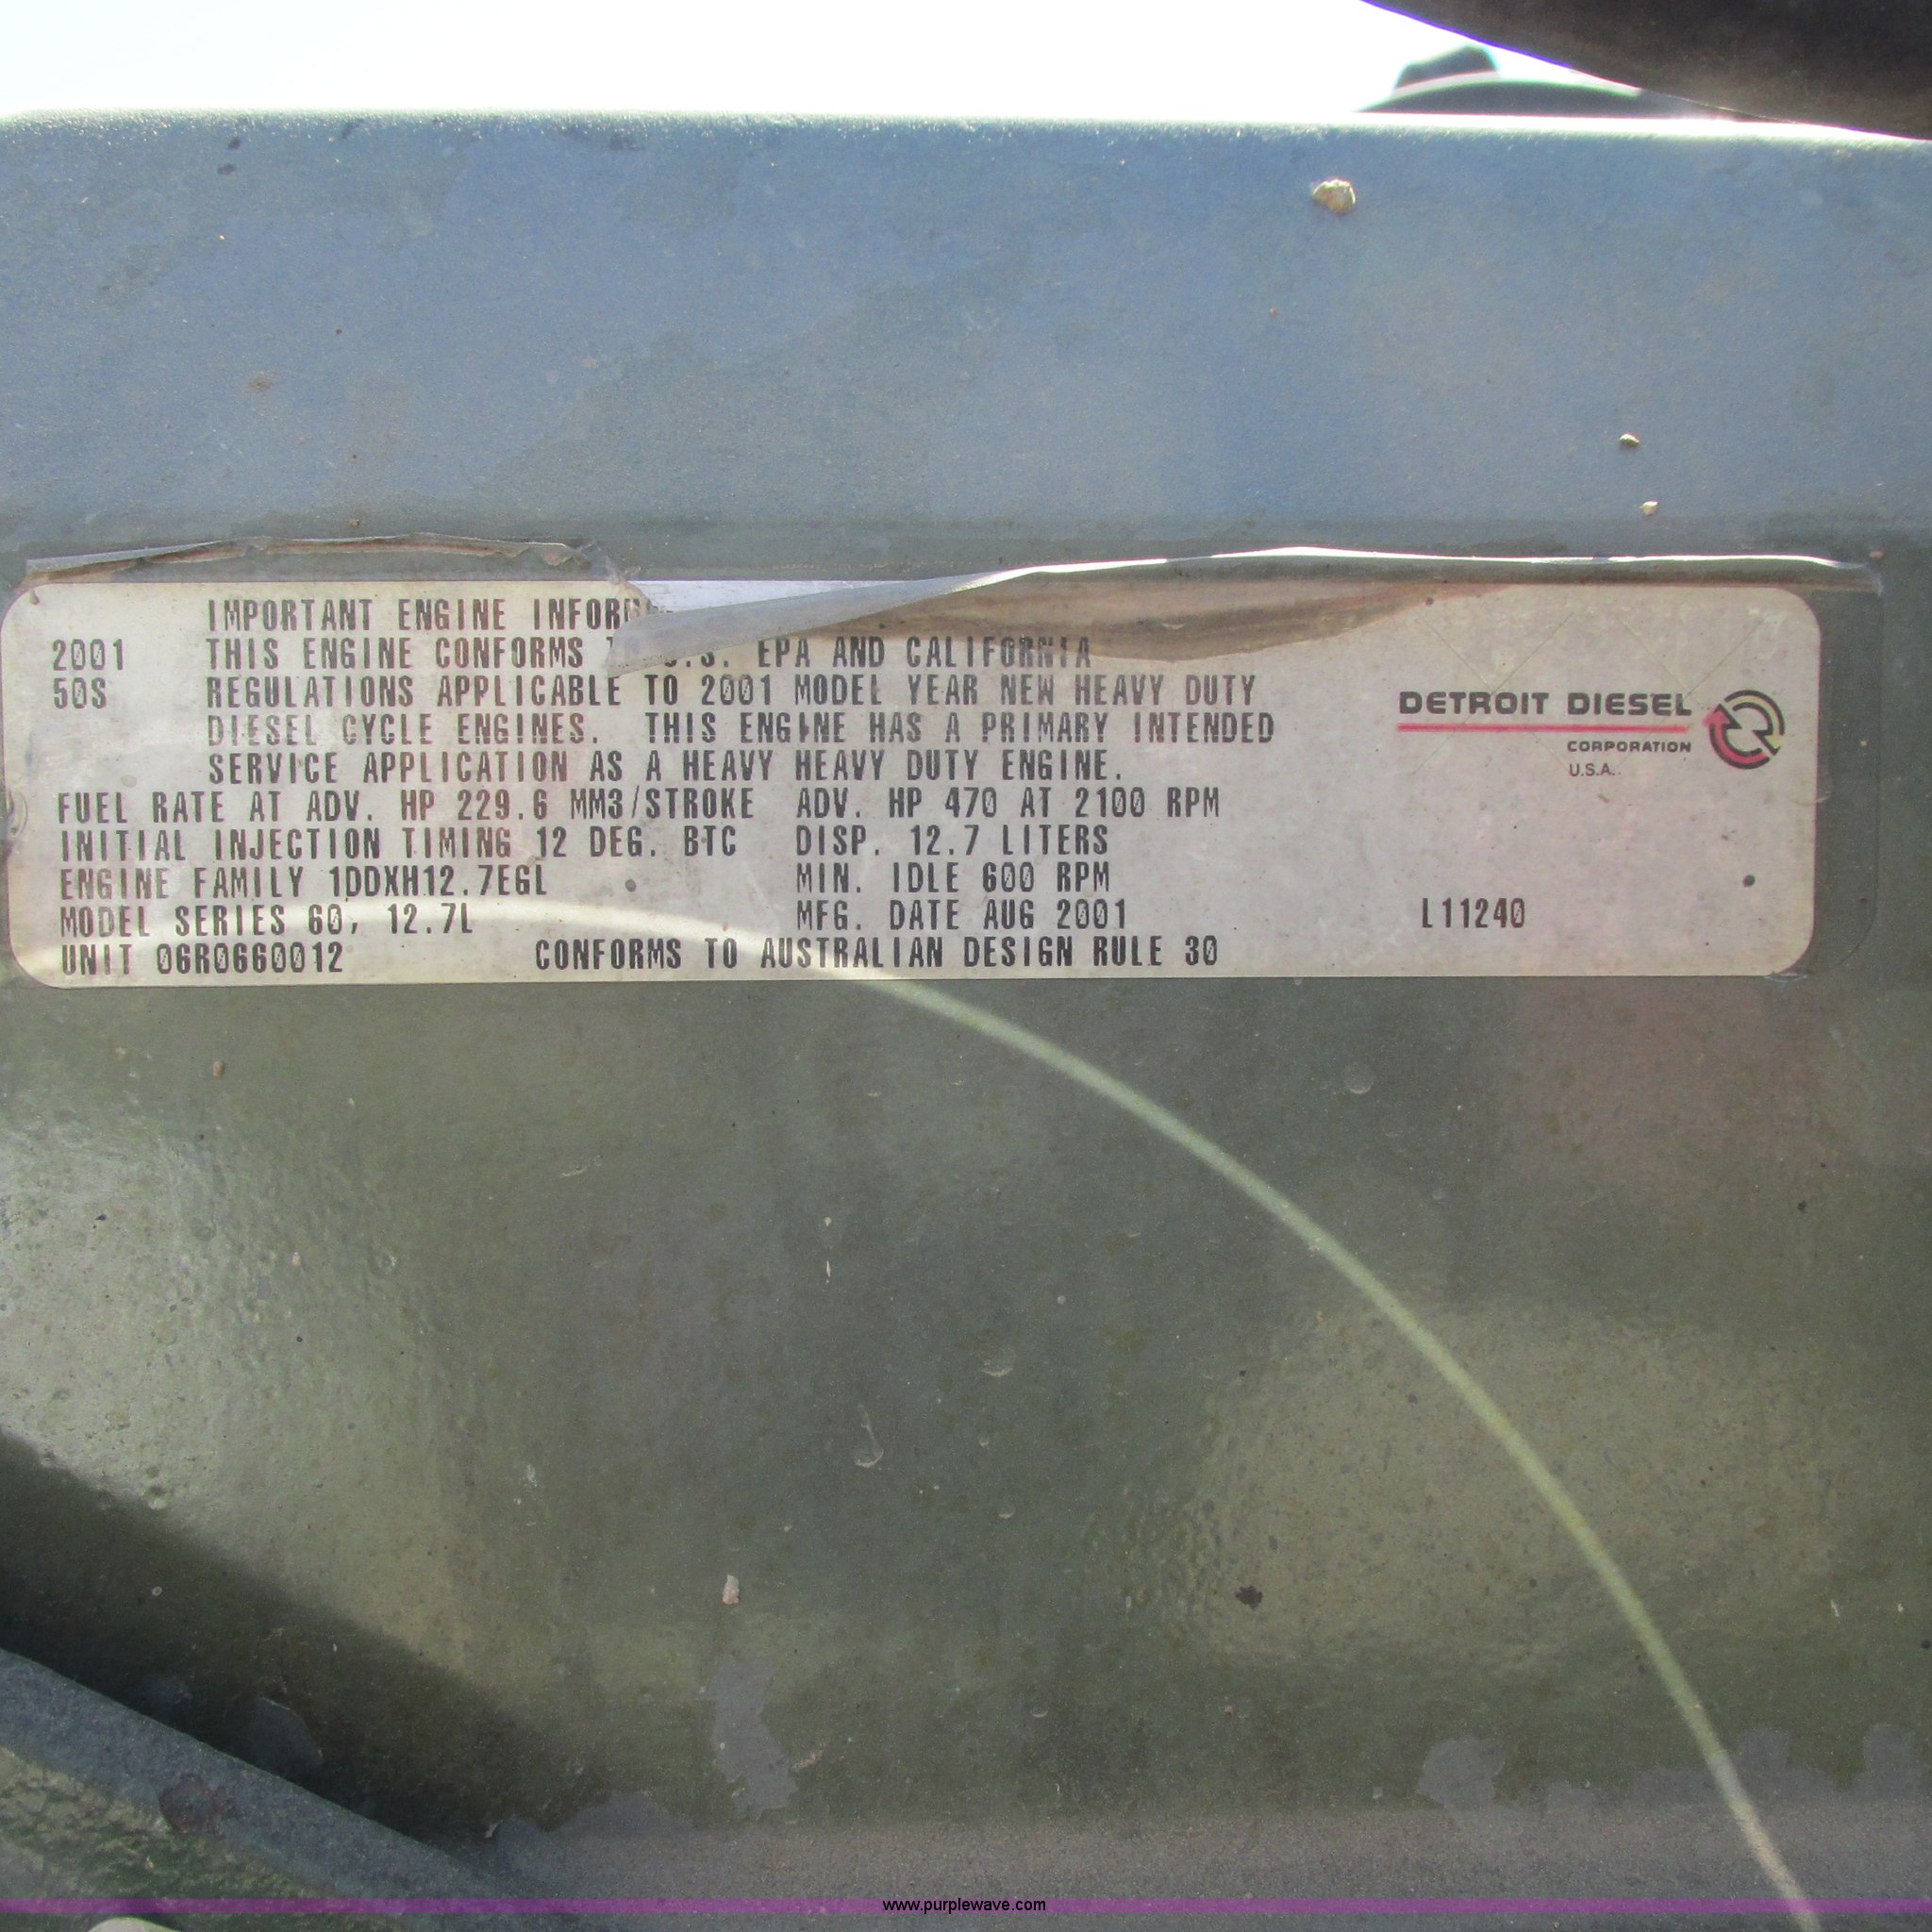 IMPORTANT ENGINE
2001 THIS ENGINE CONFORMS TO U.S. EPA AND CALIFORNIA
50S REGULATIONS APPLICABLE TO 2001 MODEL YEAR NEW HEAVY DUTY
DIESEL CYCLE ENGINES. THIS ENGINE HAS A PRIMARY INTENDED
SERVICE APPLICATION AS A HEAVY HEAVY DUTY ENGINE.
FUEL RATE AT ADV. HP 229.6 MM3/STROKE ADV. HP 470 AT 2100 RPM
INITIAL INJECTION TIMING 12 DEG. BTC DISP. 12.7 LITERS
ENGINE FAMILY 1DDXH12.7EGL MIN. IDLE 600 RPM
MODEL SERIES 60, 12.7L MFG. DATE AUG 2001 L11240
UNIT 06R0660012 CONFORMS TO AUSTRALIAN DESIGN RULE 30
DETROIT DIESEL
CORPORATION
U.S.A.
www.purplewave.com